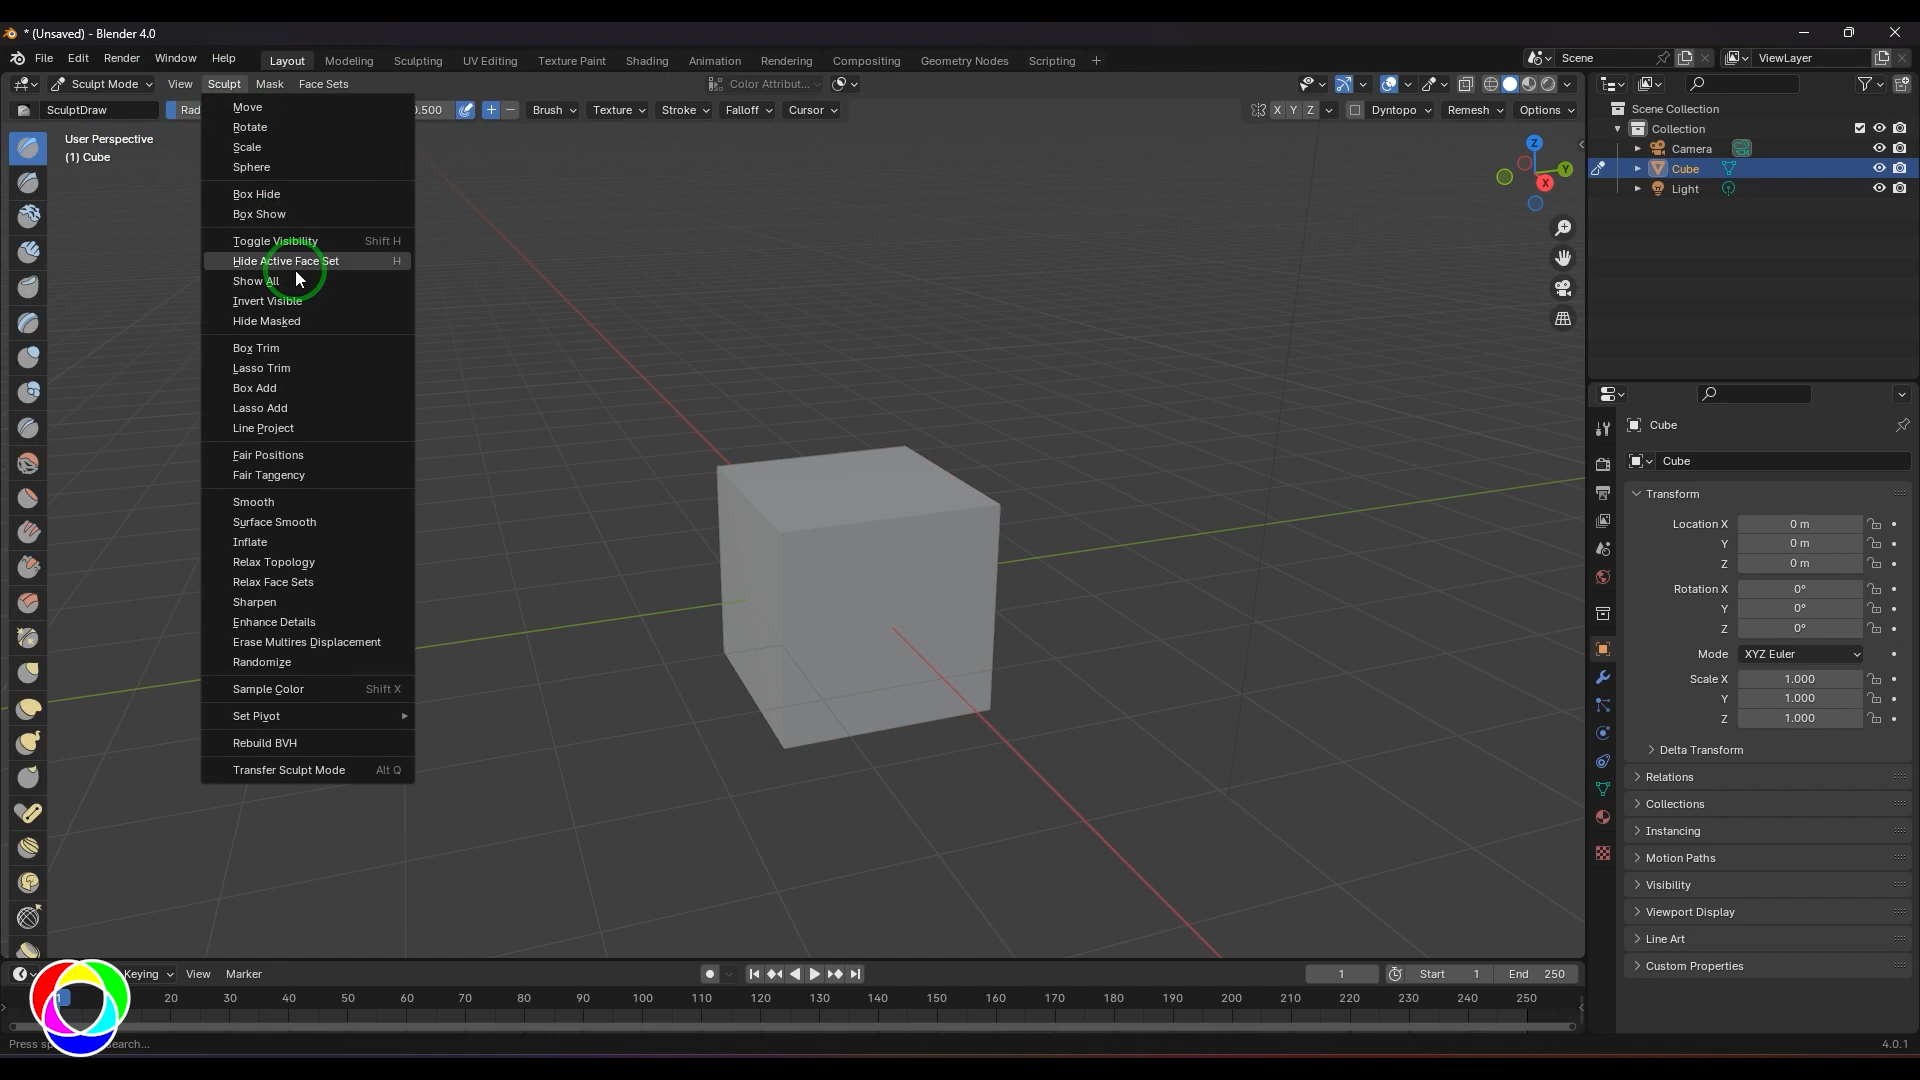 * (Unsaved) - Blender 4.0
File Edit Render Window Help Layout Modeling Sculpting UV Editing Texture Paint Shading Animation Rendering Compositing Geometry Nodes Scripting + Scene ViewLayer
Sculpt Mode View Sculpt Mask Face Sets Color Attribut...
SculptDraw Rad 0.500 Brush Texture Stroke Falloff Cursor X Y Z Dyntopo Remesh Options
User Perspective
(1) Cube
Move
Rotate
Scale
Sphere
Box Hide
Box Show
Toggle Visibility Shift H
Hide Active Face Set H
Show All
Invert Visible
Hide Masked
Box Trim
Lasso Trim
Box Add
Lasso Add
Line Project
Fair Positions
Fair Tangency
Smooth
Surface Smooth
Inflate
Relax Topology
Relax Face Sets
Sharpen
Enhance Details
Erase Multires Displacement
Randomize
Sample Color Shift X
Set Pivot
Rebuild BVH
Transfer Sculpt Mode Alt Q
Z
Y
X
Scene Collection
Collection
Camera
Cube
Light
Cube
Cube
Transform
Location X 0 m
Y 0 m
Z 0 m
Rotation X 0°
Y 0°
Z 0°
Mode XYZ Euler
Scale X 1.000
Y 1.000
Z 1.000
Delta Transform
Relations
Collections
Instancing
Motion Paths
Visibility
Viewport Display
Line Art
Custom Properties
Keying View Marker 1 Start 1 End 250
1 20 30 40 50 60 70 80 90 100 110 120 130 140 150 160 170 180 190 200 210 220 230 240 250
Press 4.0.1